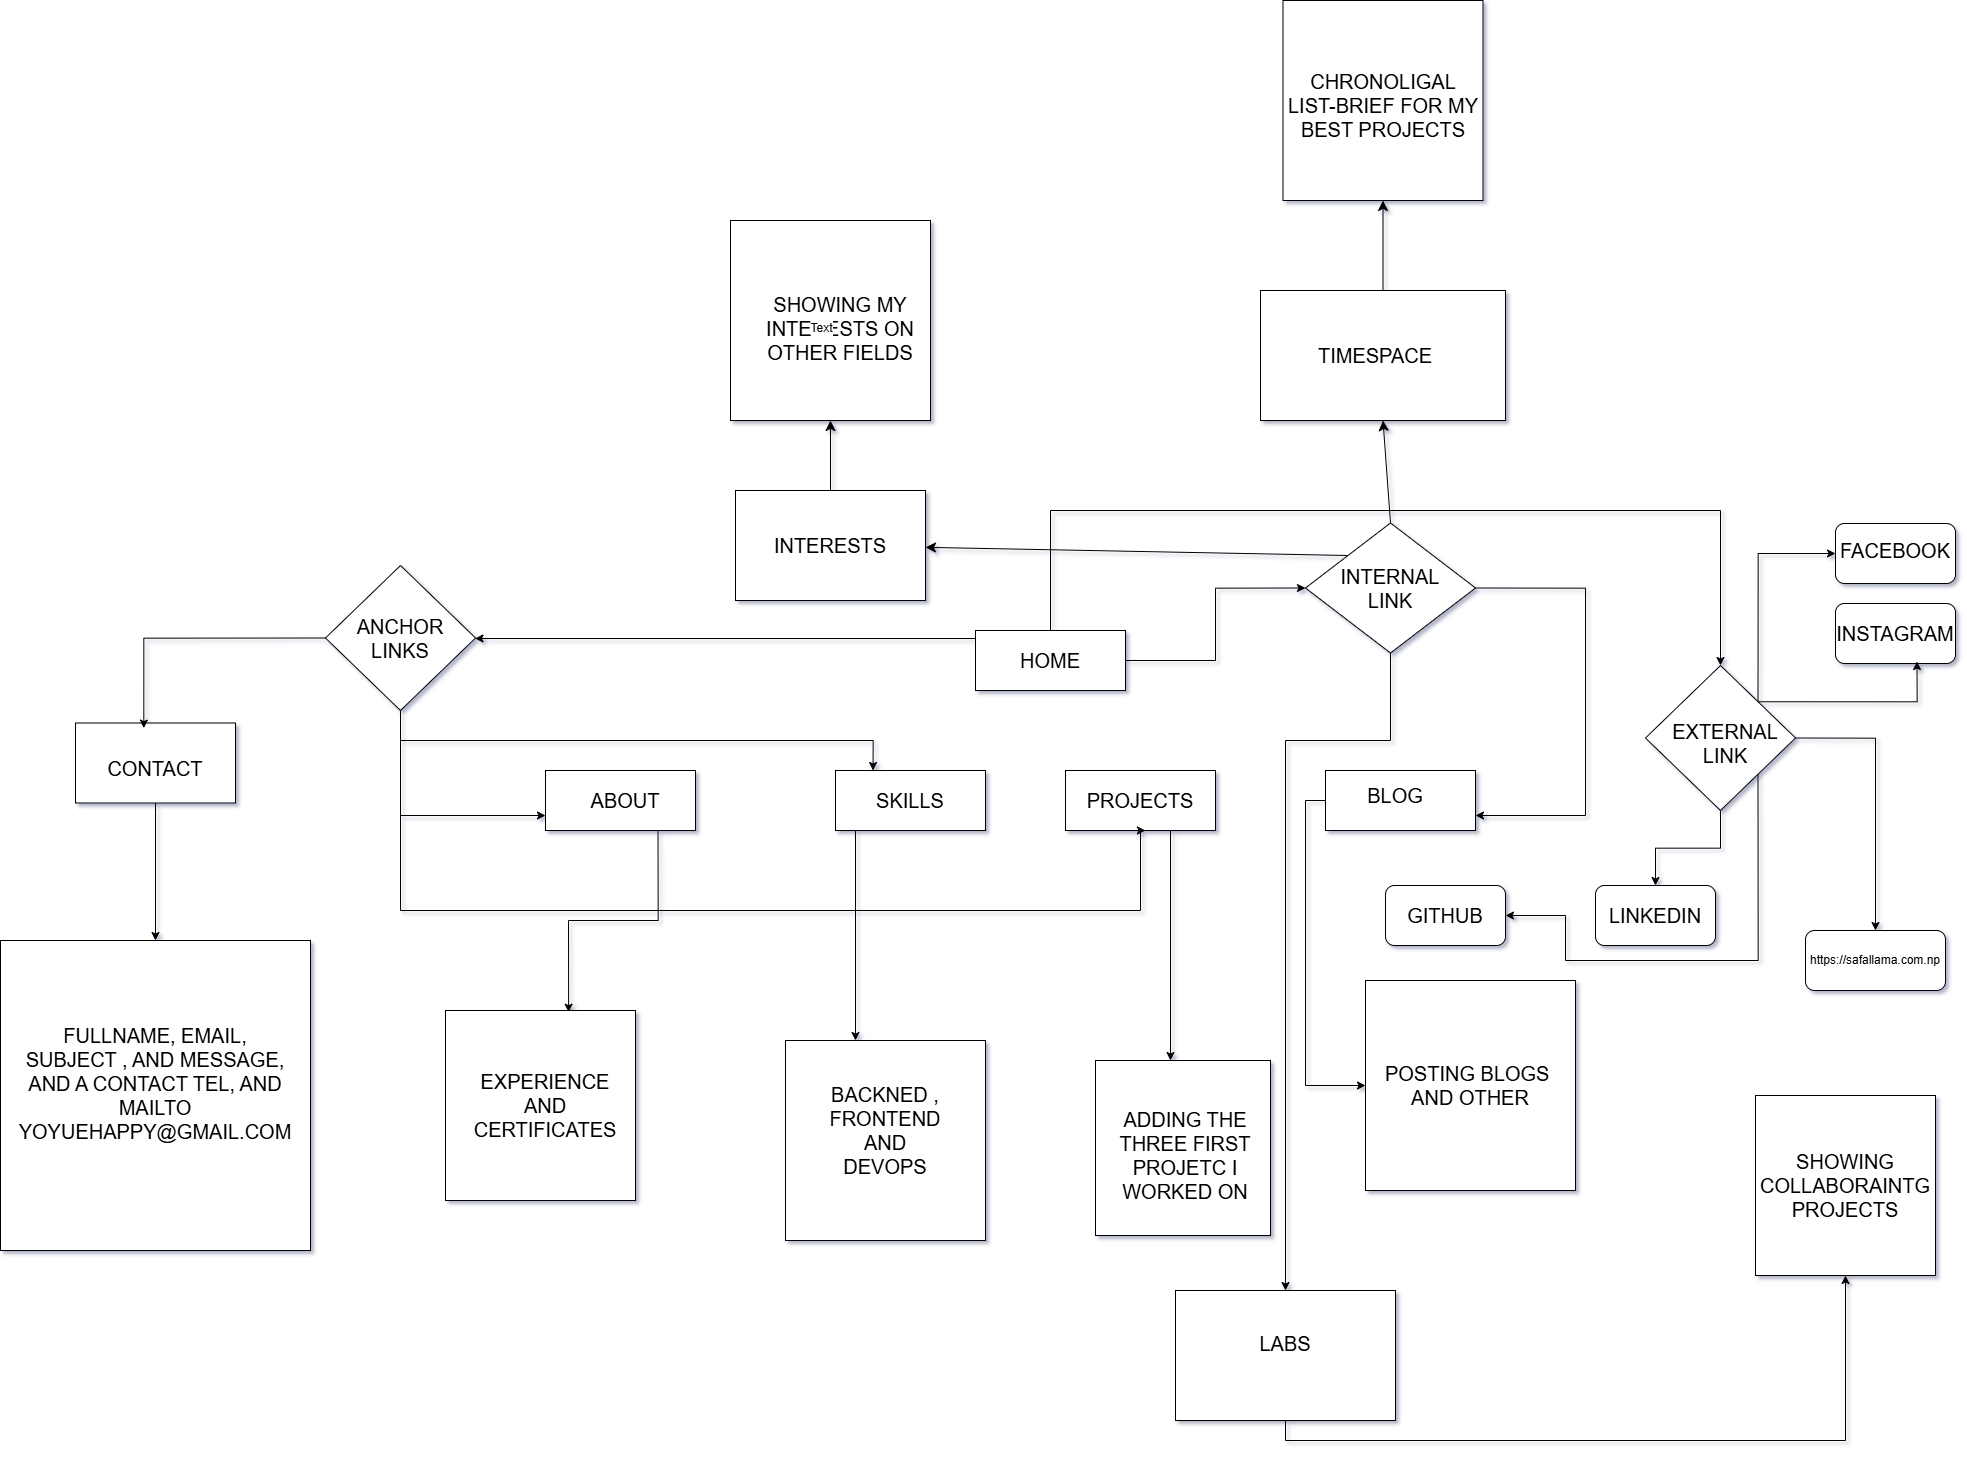 CHRONOLIGAL
LIST-BRIEF FOR MY
BEST PROJECTS
SHOWING MY
INTE ESTS ON
Text
OTHER FIELDS
TIMESPACE
INTERESTS
INTERNAL
LINK
FACEBOOK
INSTAGRAM
ANCHOR
LINKS
HOME
EXTERNAL
LINK
CONTACT
ABOUT
SKILLS
PROJECTS
BLOG
GITHUB
LINKEDIN
https://safallama.com.np
FULLNAME, EMAIL,
SUBJECT , AND MESSAGE,
AND A CONTACT TEL, AND
MAILTO
YOYUEHAPPY@GMAIL.COM
EXPERIENCE
AND
CERTIFICATES
BACKNED ,
FRONTEND
AND
DEVOPS
ADDING THE
THREE FIRST
PROJETC I
WORKED ON
POSTING BLOGS
AND OTHER
SHOWING
COLLABORAINTG
PROJECTS
LABS